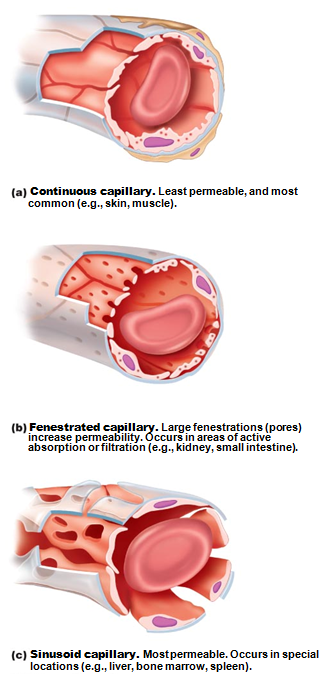 (a) Continuous capillary. Least permeable, and most
common (e.g., skin, muscle).
(b) Fenestrated capillary. Large fenestrations (pores)
increase permeability. Occurs in areas of active
absorption or filtration (e.g., kidney, small intestine).
(c) Sinusoid capillary. Most permeable. Occurs in special
locations (e.g., liver, bone marrow, spleen).